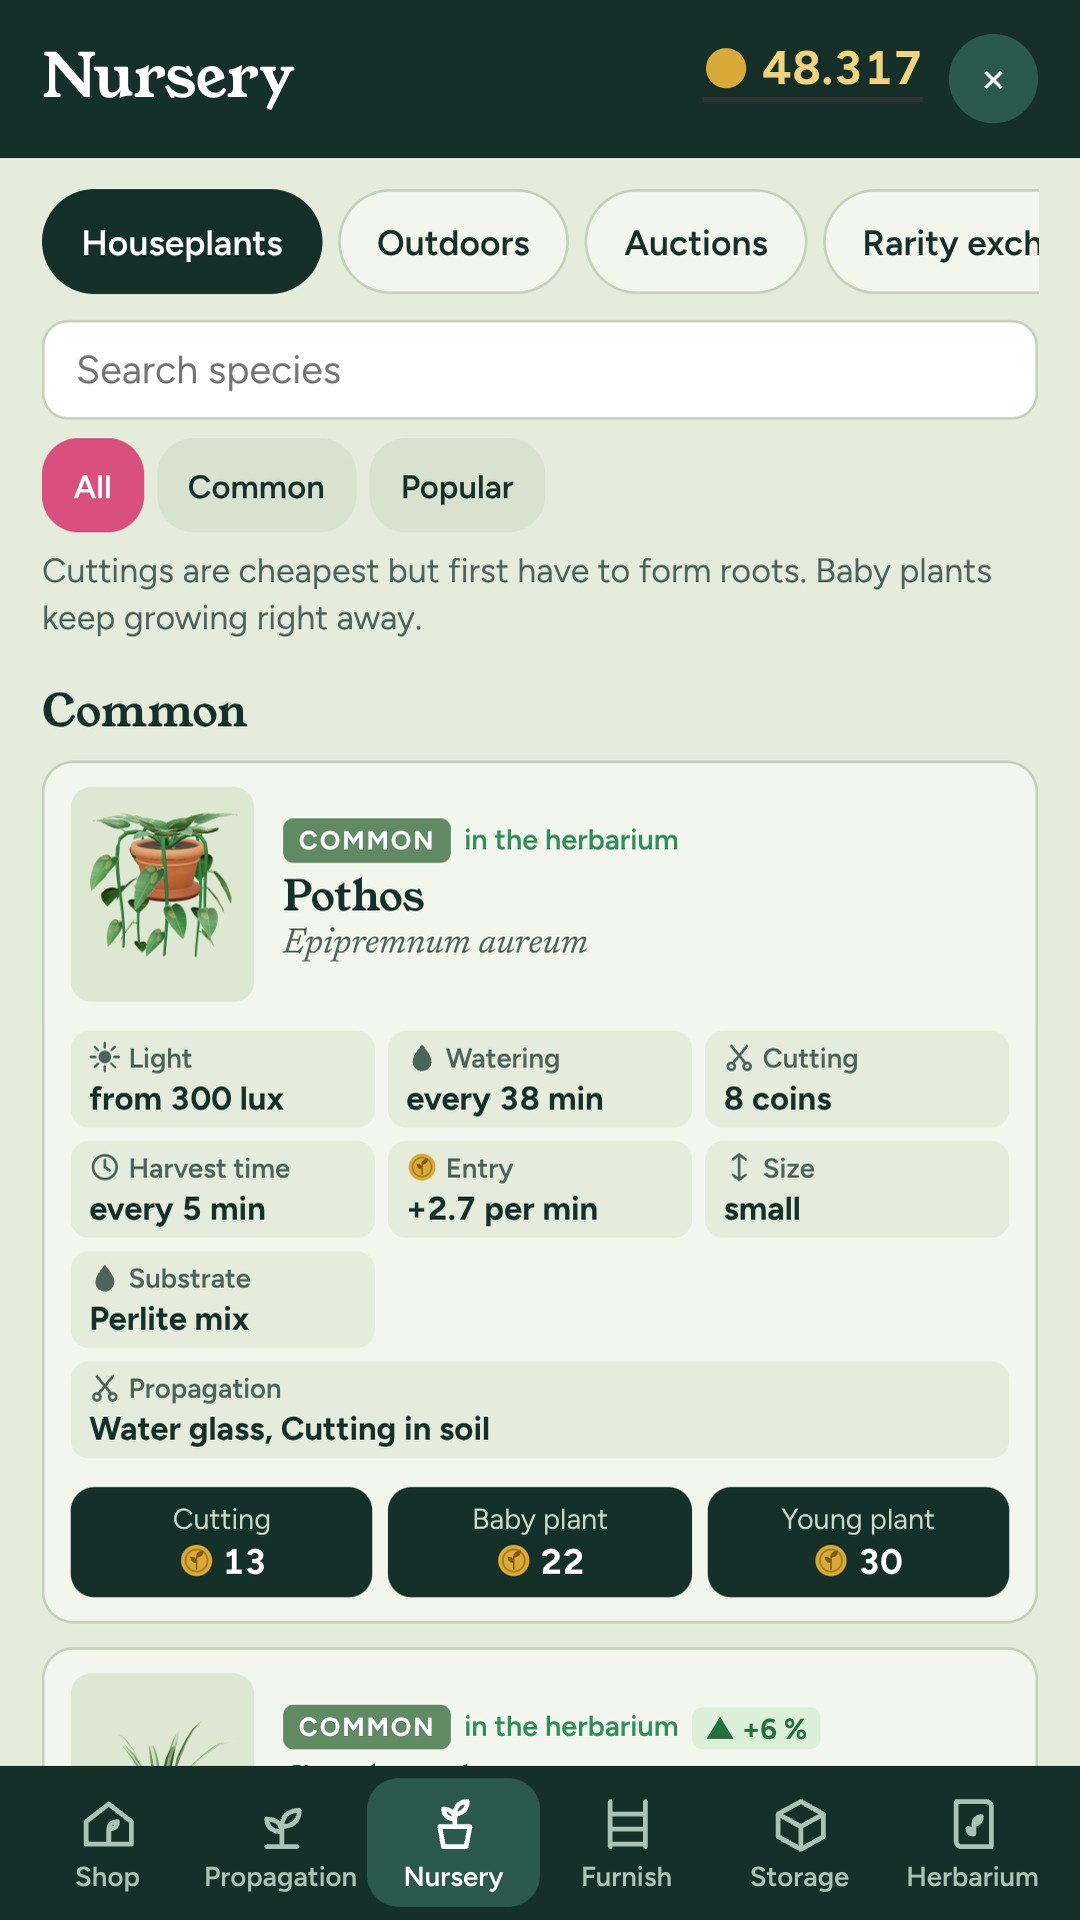 Nursery
48.317
×
Houseplants
Outdoors
Auctions
Rarity exch
Search species
All
Common
Popular
Cuttings are cheapest but first have to form roots. Baby plants
keep growing right away.
Common
COMMON in the herbarium
Pothos
Epipremnum aureum
Light
from 300 lux
Watering
every 38 min
Cutting
8 coins
Harvest time
every 5 min
Entry
+2.7 per min
Size
small
Substrate
Perlite mix
Propagation
Water glass, Cutting in soil
Cutting
13
Baby plant
22
Young plant
30
COMMON in the herbarium ▲ +6 %
Shop
Propagation
Nursery
Furnish
Storage
Herbarium